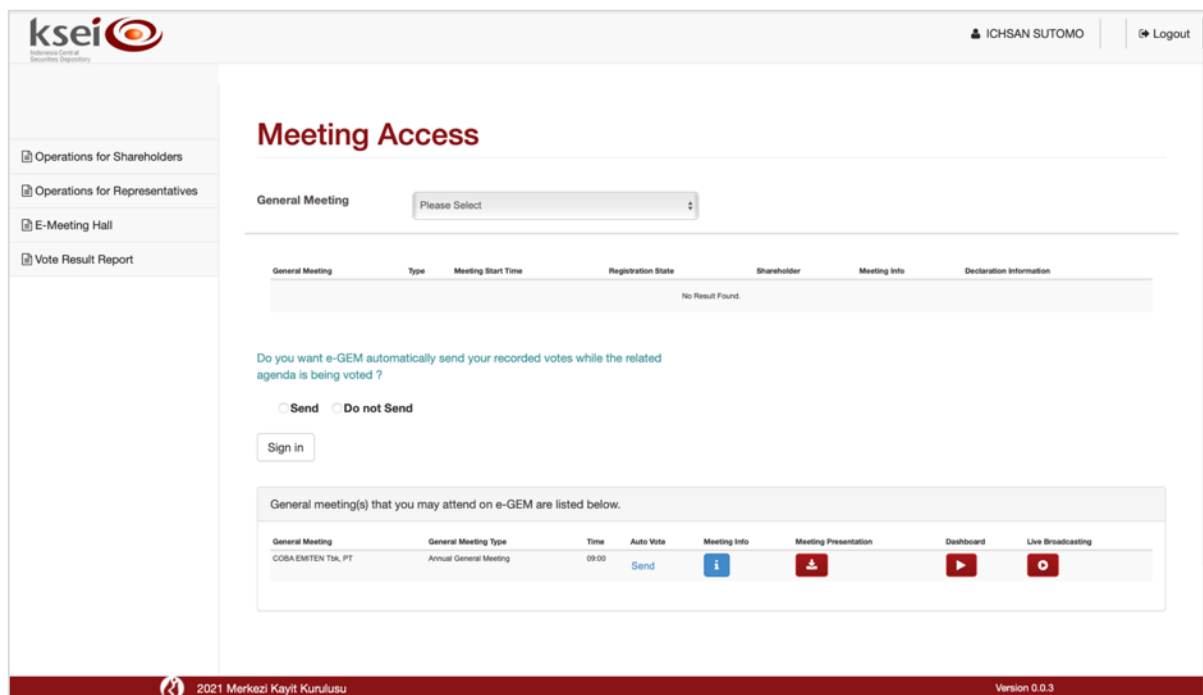 ksei
Indonesia Central
Securities Depository
ICHSAN SUTOMO
Logout
Operations for Shareholders
Operations for Representatives
E-Meeting Hall
Vote Result Report
Meeting Access
General Meeting
Please Select
General Meeting Type Meeting Start Time Registration State Shareholder Meeting Info Declaration Information
No Result Found.
Do you want e-GEM automatically send your recorded votes while the related
agenda is being voted ?
Send Do not Send
Sign in
General meeting(s) that you may attend on e-GEM are listed below.
General Meeting General Meeting Type Time Auto Vote Meeting Info Meeting Presentation Dashboard Live Broadcasting
COBA EMITEN Tbk, PT Annual General Meeting 09:00 Send
2021 Merkezi Kayit Kurulusu
Version 0.0.3